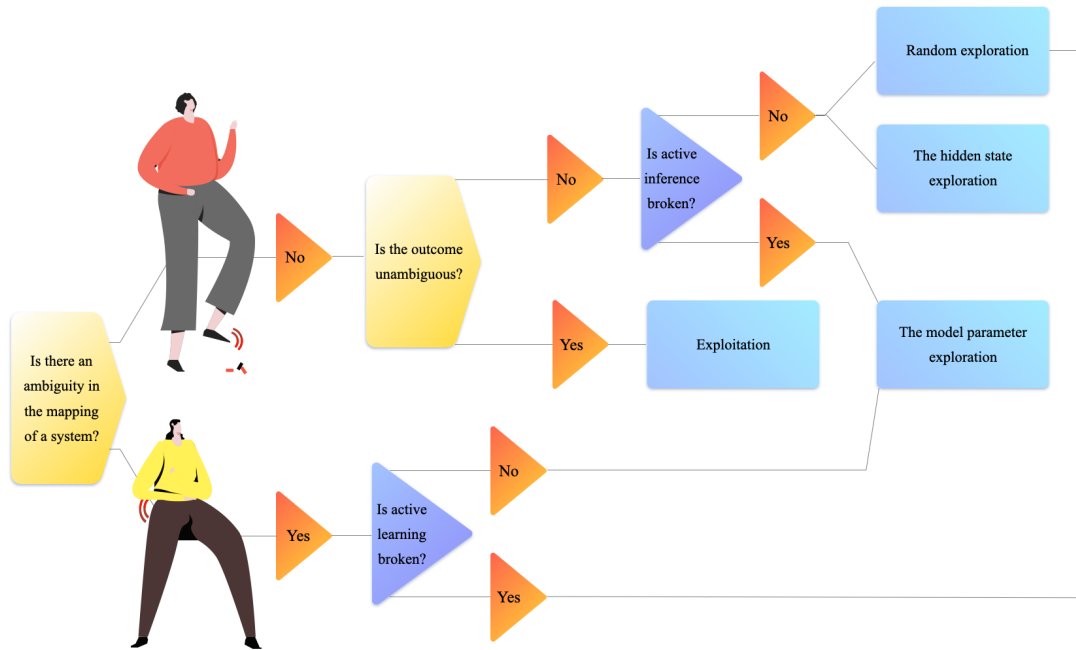 Is there an
ambiguity in
the mapping
of a system?
No
Is the outcome
unambiguous?
No
Is active
inference
broken?
No
Random exploration
The hidden state
exploration
Yes
The model parameter
exploration
Yes
Exploitation
Yes
Is active
learning
broken?
No
Yes